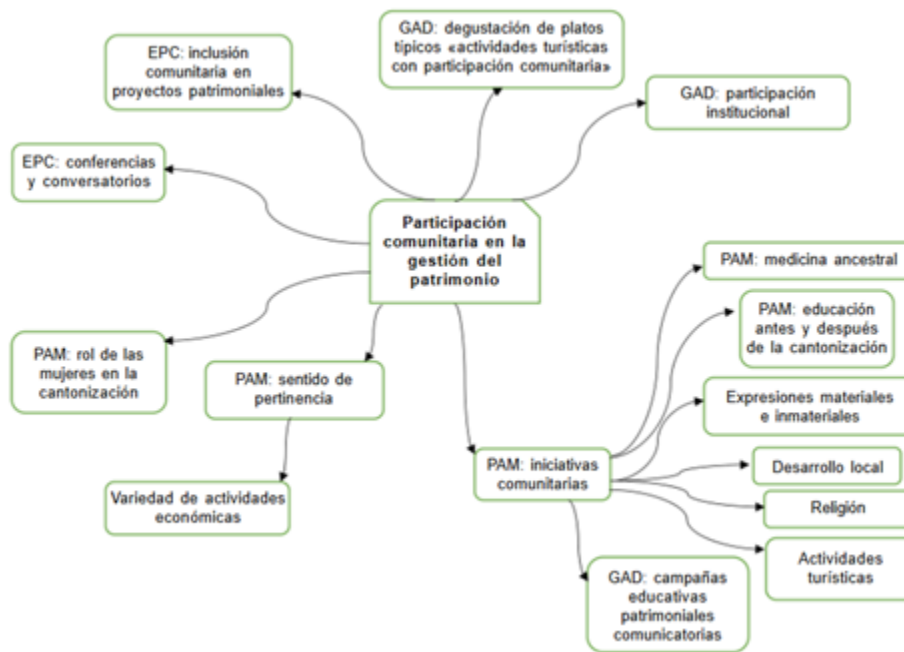 GAD: degustación de platos
típicos «actividades turísticas
con participación comunitaria»
EPC: inclusión
comunitaria en
proyectos patrimoniales
GAD: participación
institucional
EPC: conferencias
y conversatorios
Participación
comunitaria en la
gestión del
patrimonio
PAM: medicina ancestral
PAM: educación
antes y después
de la cantonización
PAM: rol de las
mujeres en la
cantonización
PAM: sentido de
pertinencia
Expresiones materiales
e inmateriales
PAM: iniciativas
comunitarias
Desarrollo local
Variedad de actividades
económicas
Religión
Actividades
turísticas
GAD: campañas
educativas
patrimoniales
comunicatorias